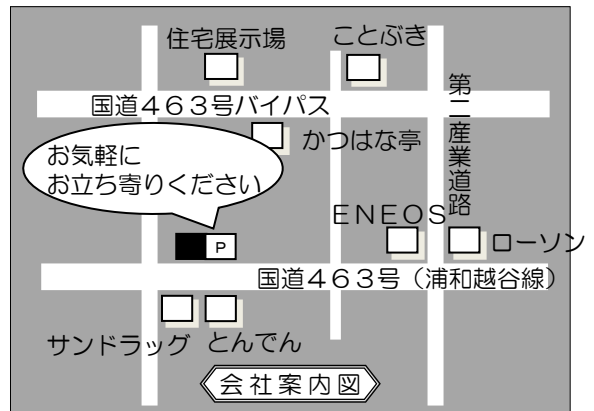 住宅展示場
ことぶき
第二産業道路
国道４６３号バイパス
かつはな亭
お気軽に
お立ち寄りください
ＥＮＥＯＳ
P
ローソン
国道４６３号（浦和越谷線）
サンドラッグ
とんでん
会社案内図